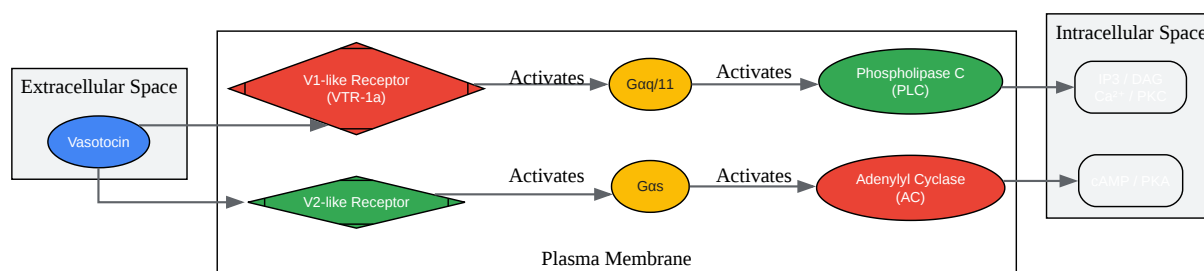 Extracellular Space
Vasotocin
V1-like Receptor
(VTR-1a)
Activates
Gαq/11
Activates
Phospholipase C
(PLC)
V2-like Receptor
Activates
Gαs
Activates
Adenylyl Cyclase
(AC)
Plasma Membrane
Intracellular Space
IP3 / DAG
Ca²⁺ / PKC
cAMP / PKA